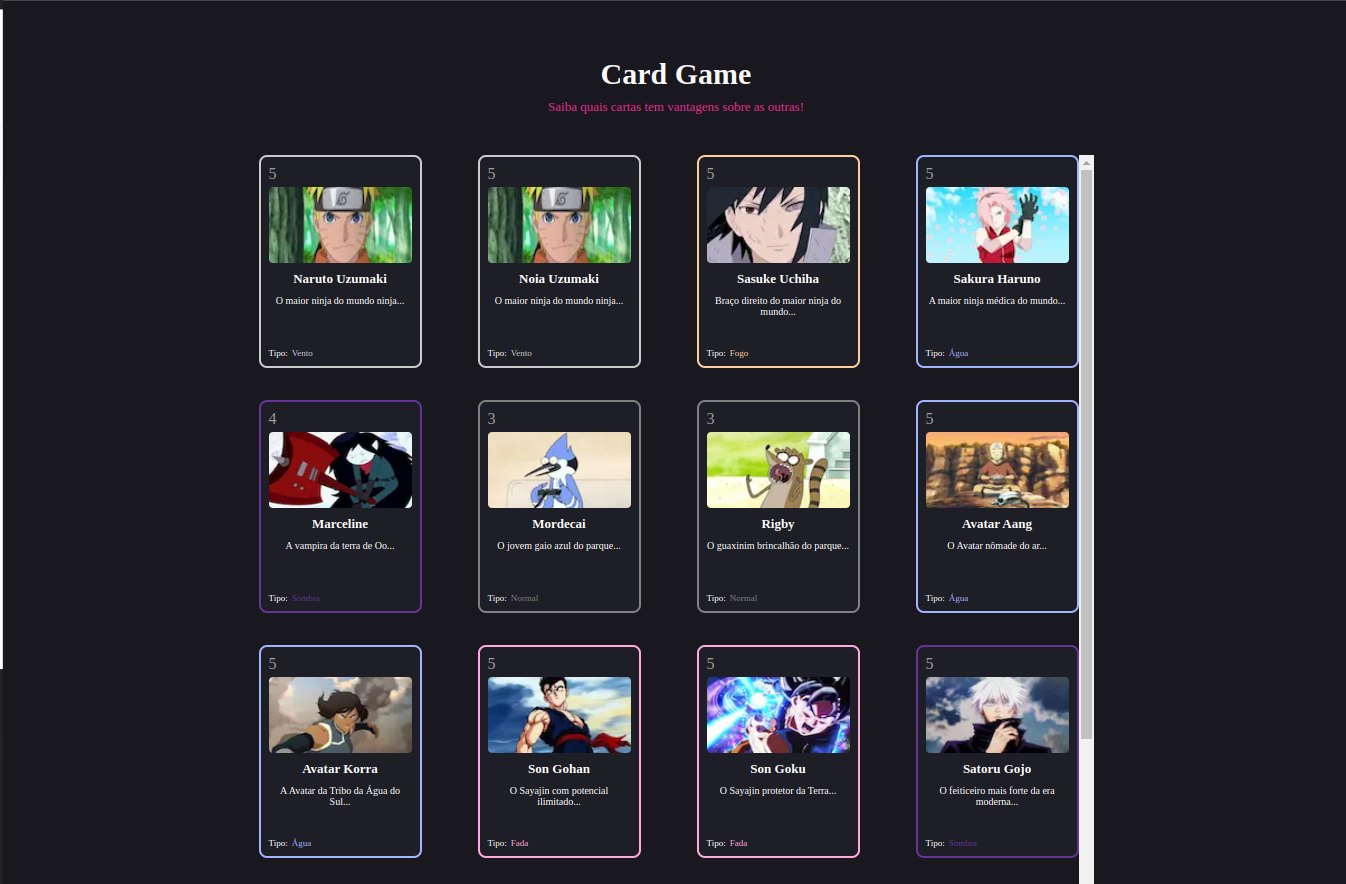 Card Game
Saiba quais cartas tem vantagens sobre as outras!
5
Naruto Uzumaki
O maior ninja do mundo ninja...
Tipo: Vento
5
Noia Uzumaki
O maior ninja do mundo ninja...
Tipo: Vento
5
Sasuke Uchiha
Braço direito do maior ninja do
mundo...
Tipo: Fogo
5
Sakura Haruno
A maior ninja médica do mundo...
Tipo: Água
4
Marceline
A vampira da terra de Oo...
Tipo: Sombra
3
Mordecai
O jovem gaio azul do parque...
Tipo: Normal
3
Rigby
O guaxinim brincalhão do parque...
Tipo: Normal
5
Avatar Aang
O Avatar nômade do ar...
Tipo: Água
5
Avatar Korra
A Avatar da Tribo da Água do
Sul...
Tipo: Água
5
Son Gohan
O Sayajin com potencial
ilimitado...
Tipo: Fada
5
Son Goku
O Sayajin protetor da Terra...
Tipo: Fada
5
Satoru Gojo
O feiticeiro mais forte da era
moderna...
Tipo: Sombra